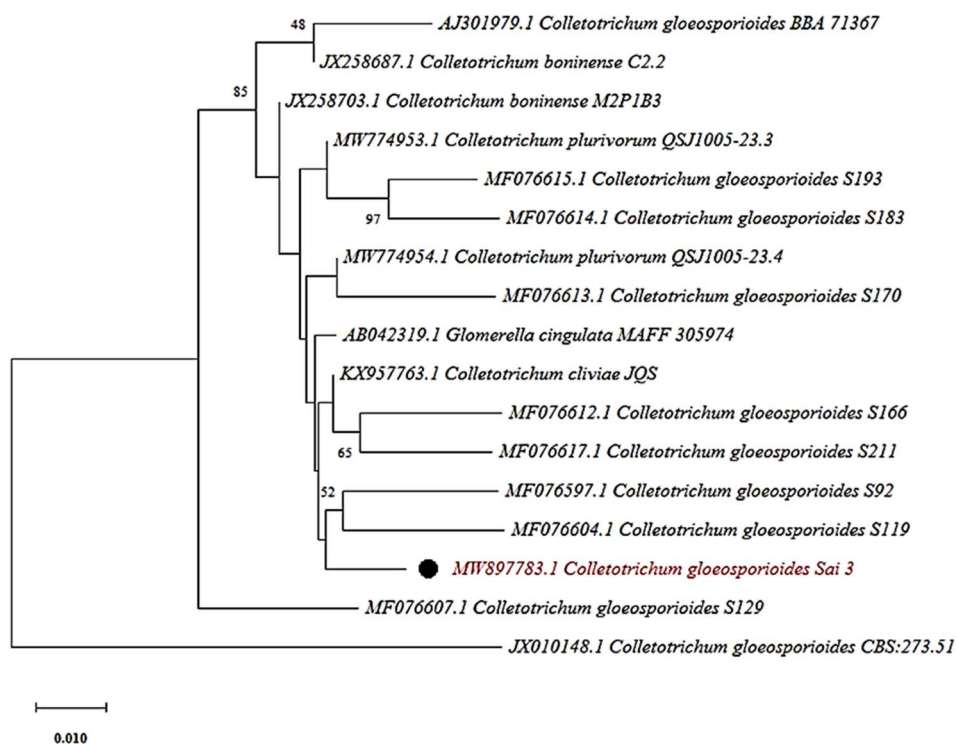 48
AJ301979.1 Colletotrichum gloeosporioides BBA 71367
JX258687.1 Colletotrichum boninense C2.2
85
JX258703.1 Colletotrichum boninense M2P1B3
MW774953.1 Colletotrichum plurivorum QSJ1005-23.3
MF076615.1 Colletotrichum gloeosporioides S193
97
MF076614.1 Colletotrichum gloeosporioides S183
MW774954.1 Colletotrichum plurivorum QSJ1005-23.4
MF076613.1 Colletotrichum gloeosporioides S170
AB042319.1 Glomerella cingulata MAFF 305974
KX957763.1 Colletotrichum cliviae JQS
MF076612.1 Colletotrichum gloeosporioides S166
65
MF076617.1 Colletotrichum gloeosporioides S211
52
MF076597.1 Colletotrichum gloeosporioides S92
MF076604.1 Colletotrichum gloeosporioides S119
MW897783.1 Colletotrichum gloeosporioides Sai 3
MF076607.1 Colletotrichum gloeosporioides S129
JX010148.1 Colletotrichum gloeosporioides CBS:273.51
0.010